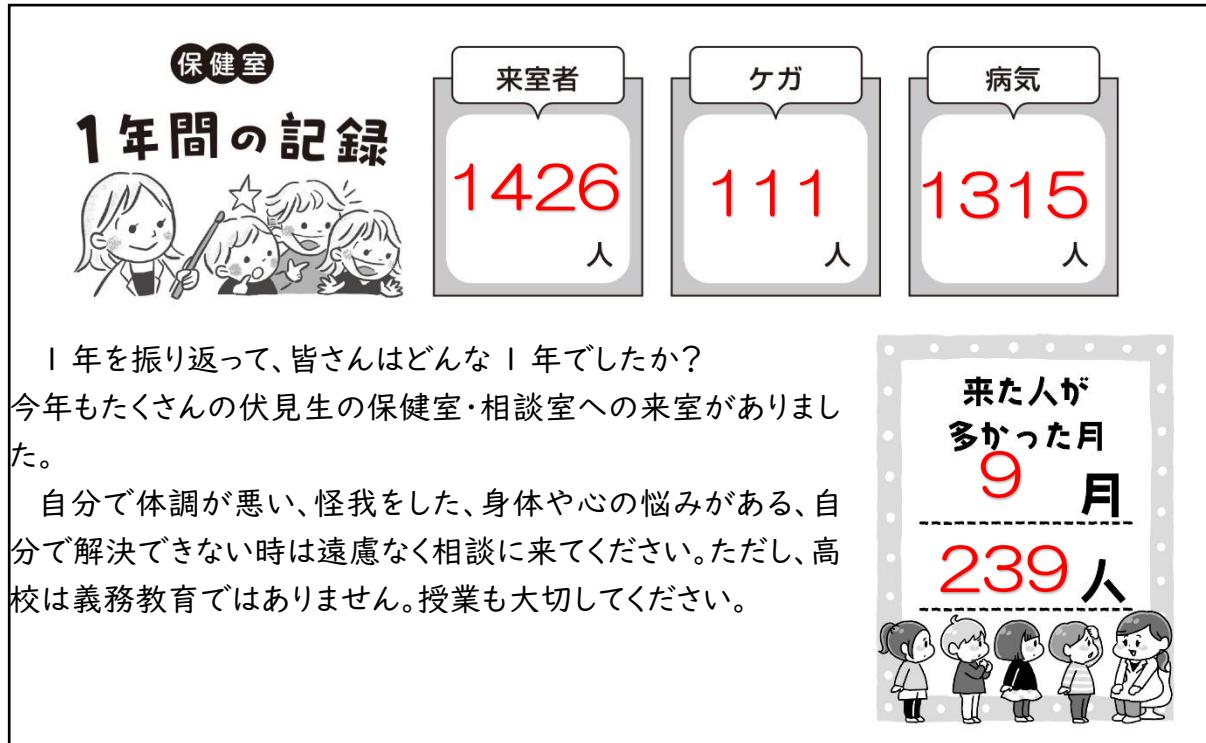 保健室
1年間の記録
来室者
1426
人
ケガ
111
人
病気
1315
人
1年を振り返って、皆さんはどんな1年でしたか?
今年もたくさんの伏見生の保健室・相談室への来室がありまし
た。
自分で体調が悪い、怪我をした、身体や心の悩みがある、自
分で解決できない時は遠慮なく相談に来てください。ただし、高
校は義務教育ではありません。授業も大切してください。
来た人が
多かった月
9月
239人